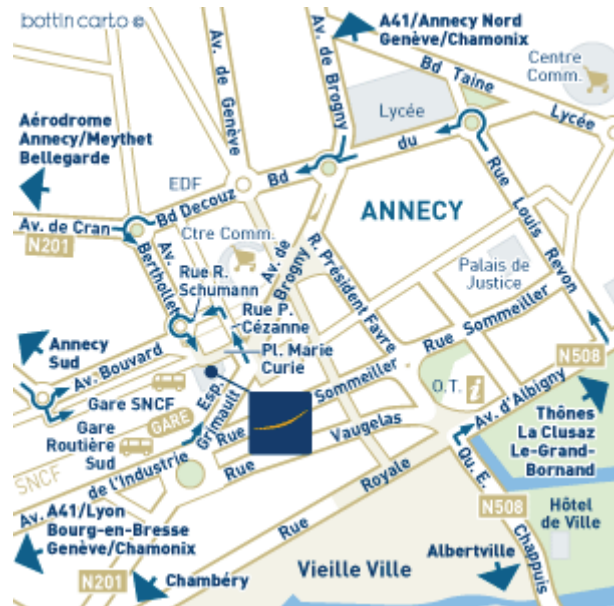 bottin carto ©
A41/Annecy Nord
Genève/Chamonix
Av. de Genève
Av. de Brogny
Bd Taine
Centre
Comm.
Lycée
Lycée
Aérodrome
Annecy/Meythet
Bellegarde
EDF
Bd Decouz
Bd
du
Av. de Cran
N201
ANNECY
Rue Louis Revon
Av.
Berthollet
Ctre Comm.
Av. de
Brogny
R. Président Favre
Palais de
Justice
Rue R.
Schumann
Rue P.
Cézanne
Pl. Marie
Curie
Rue Sommeiller
Annecy
Sud
Av. Bouvard
N508
Gare SNCF
GARE
Esp.
Grimault
Rue Sommeiller
O.T.
Av. d'Albigny
Gare
Routière
Sud
SNCF
Rue Vaugelas
Thônes
La Clusaz
Le-Grand-
Bornand
Av. de l'Industrie
Rue Royale
Qu. E. Chappuis
N508
Hôtel
de Ville
A41/Lyon
Bourg-en-Bresse
Genève/Chamonix
N201
Chambéry
Vieille Ville
Albertville